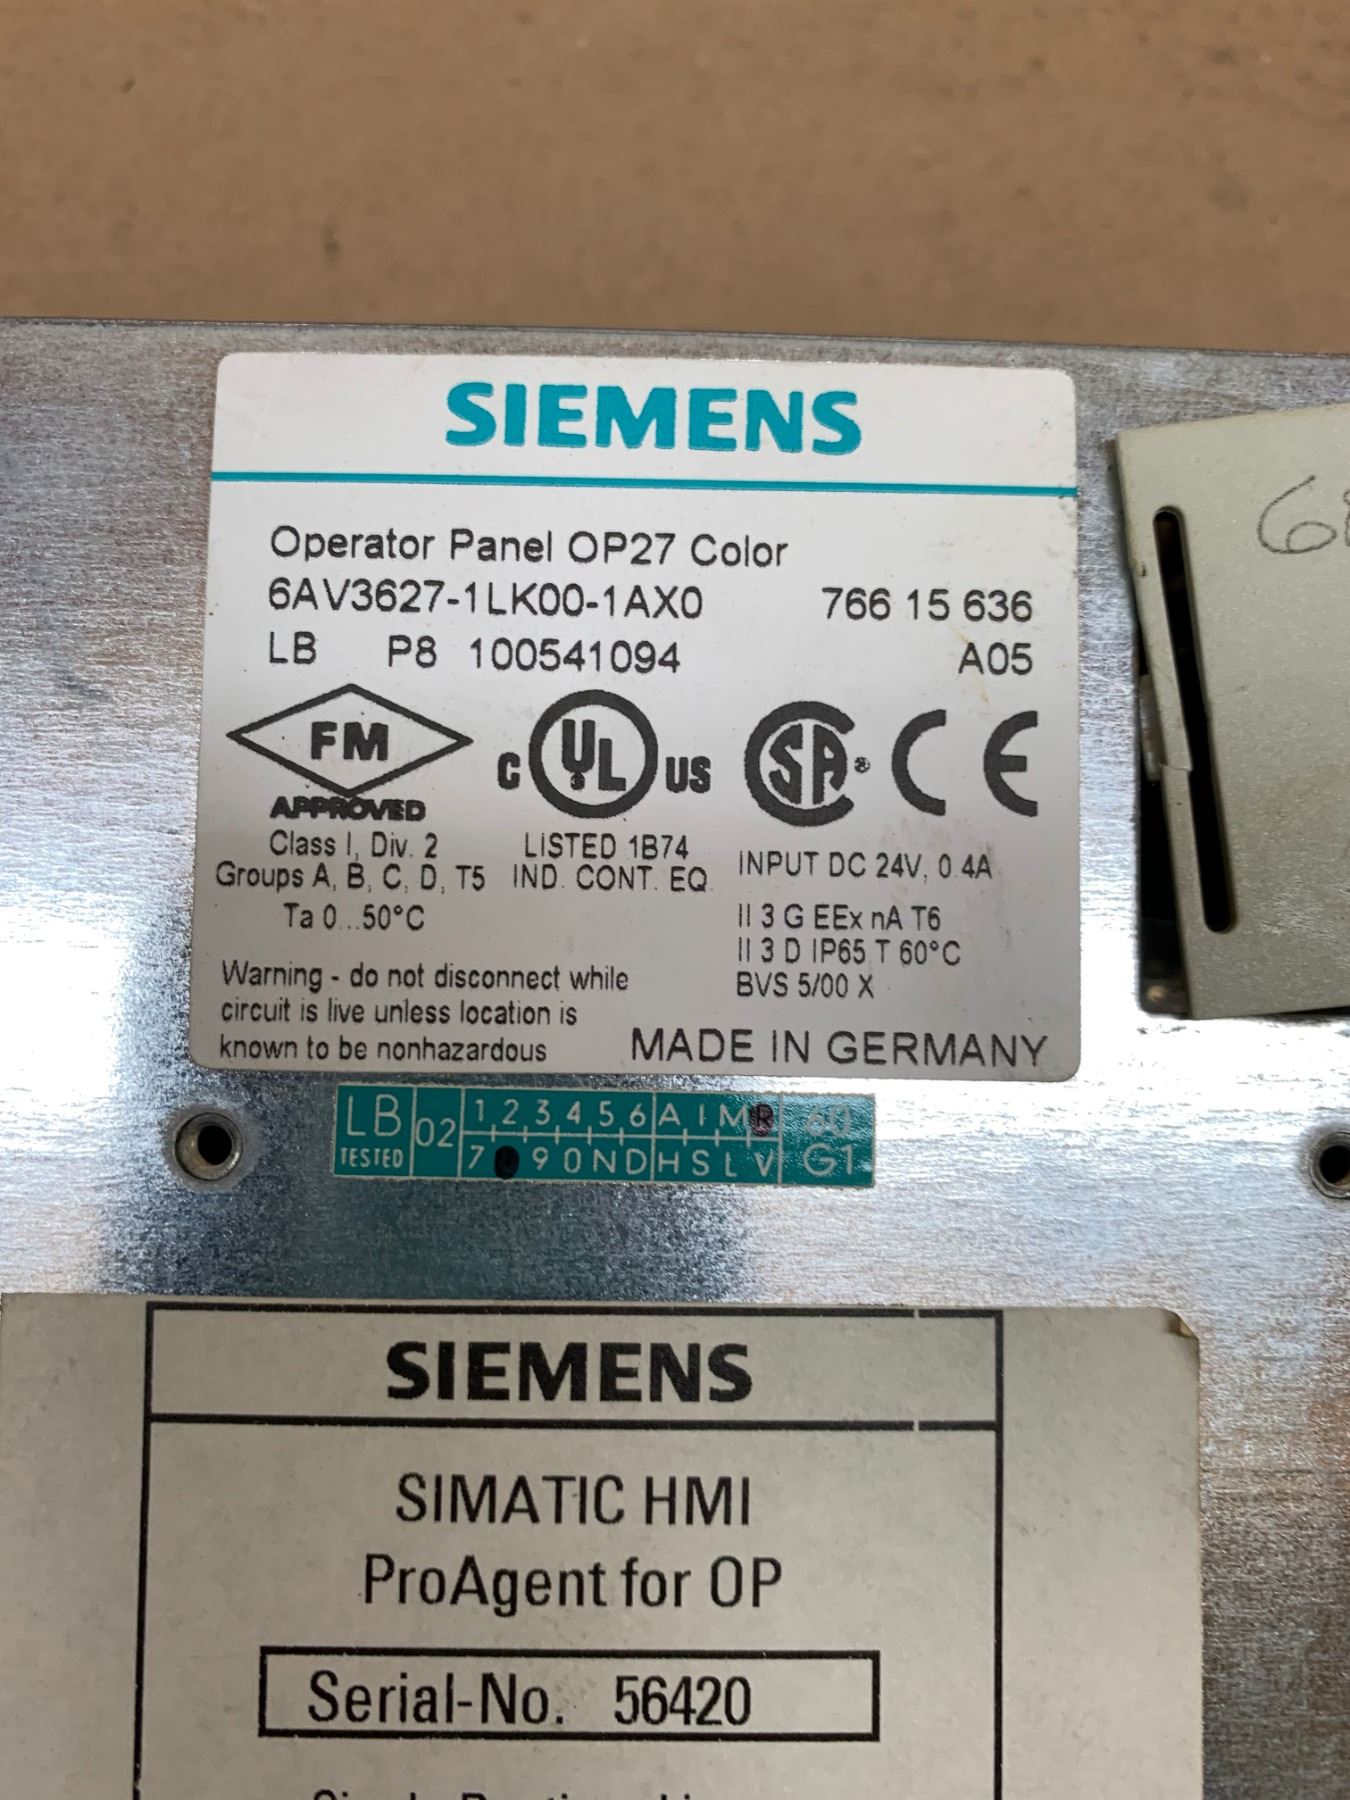 SIEMENS
Operator Panel OP27 Color
6AV3627-1LK00-1AX0 766 15 636
LB P8 100541094 A05
FM
APPROVED
C UL US
SA ®
CE
Class I, Div. 2 LISTED 1B74 INPUT DC 24V, 0.4A
Groups A, B, C, D, T5 IND. CONT. EQ.
Ta 0...50°C II 3 G EEx nA T6
II 3 D IP65 T 60°C
BVS 5/00 X
Warning - do not disconnect while
circuit is live unless location is
known to be nonhazardous MADE IN GERMANY
LB 02 1 2 3 4 5 6 A I M R 60
TESTED 7 9 0 N D H S L V G1
SIEMENS
SIMATIC HMI
ProAgent for OP
Serial-No. 56420